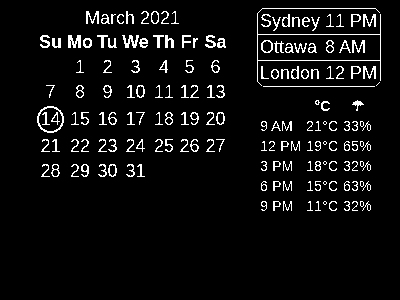 March 2021
Su Mo Tu We Th Fr Sa
1 2 3 4 5 6
7 8 9 10 11 12 13
14 15 16 17 18 19 20
21 22 23 24 25 26 27
28 29 30 31
Sydney 11 PM
Ottawa 8 AM
London 12 PM
°C
9 AM 21°C 33%
12 PM 19°C 65%
3 PM 18°C 32%
6 PM 15°C 63%
9 PM 11°C 32%